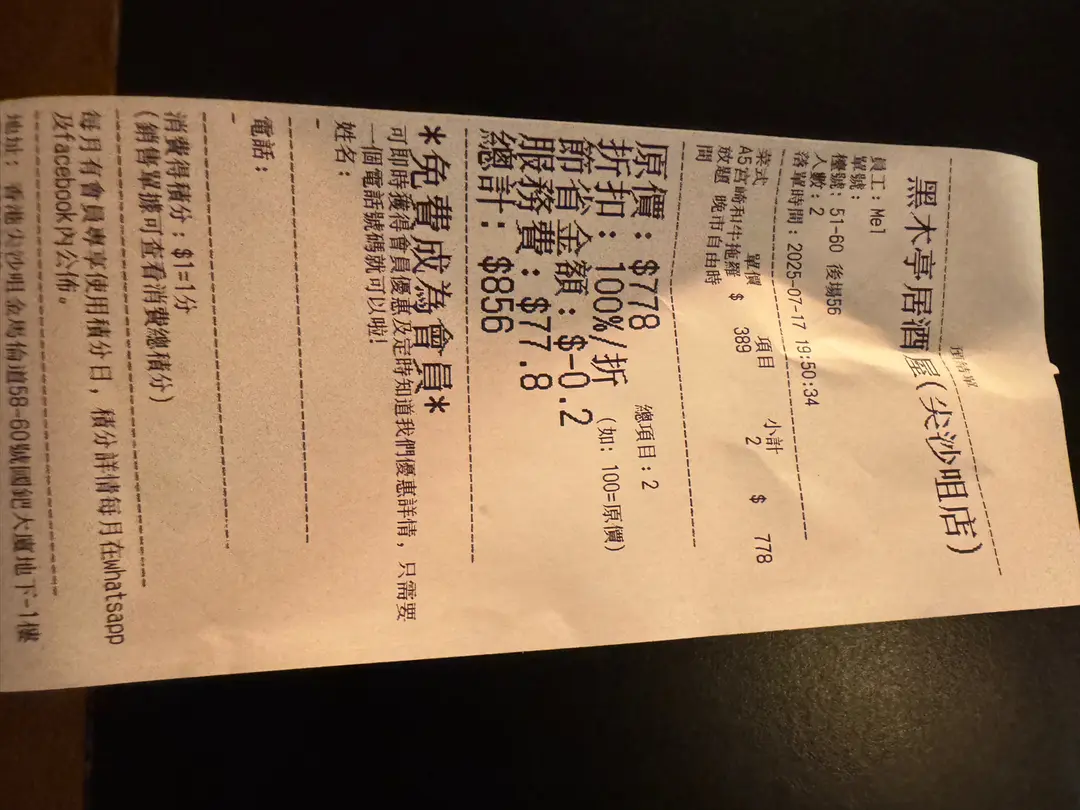 預結單
黑木亭居酒屋(尖沙咀店)
員工：Mel
單號：
檯號：51-60 後場556
人數：2
落單時間：2025-07-17 19:50:34
菜式 單價 項目 小計
A5宮崎和牛拖羅 $ 389 2 $ 778
放題 晚市自由時
間
總項目：2
原價：$778
折扣：100%/折 (如：100=原價)
節省金額：$-0.2
服務費：$77.8
總計：$856
*免費成為會員*
可即時獲得會員優惠及定時知道我們優惠詳情，只需要
一個電話號碼就可以啦!
姓名：
-
電話：
-
消費得積分：$1=1分
(銷售單據可查看消費總積分)
每月有會員專享使用積分日，積分詳情每月在whatsapp
及facebook內公佈。
地址：香港尖沙咀金馬倫道58-60號國鈀大廈地下-1樓